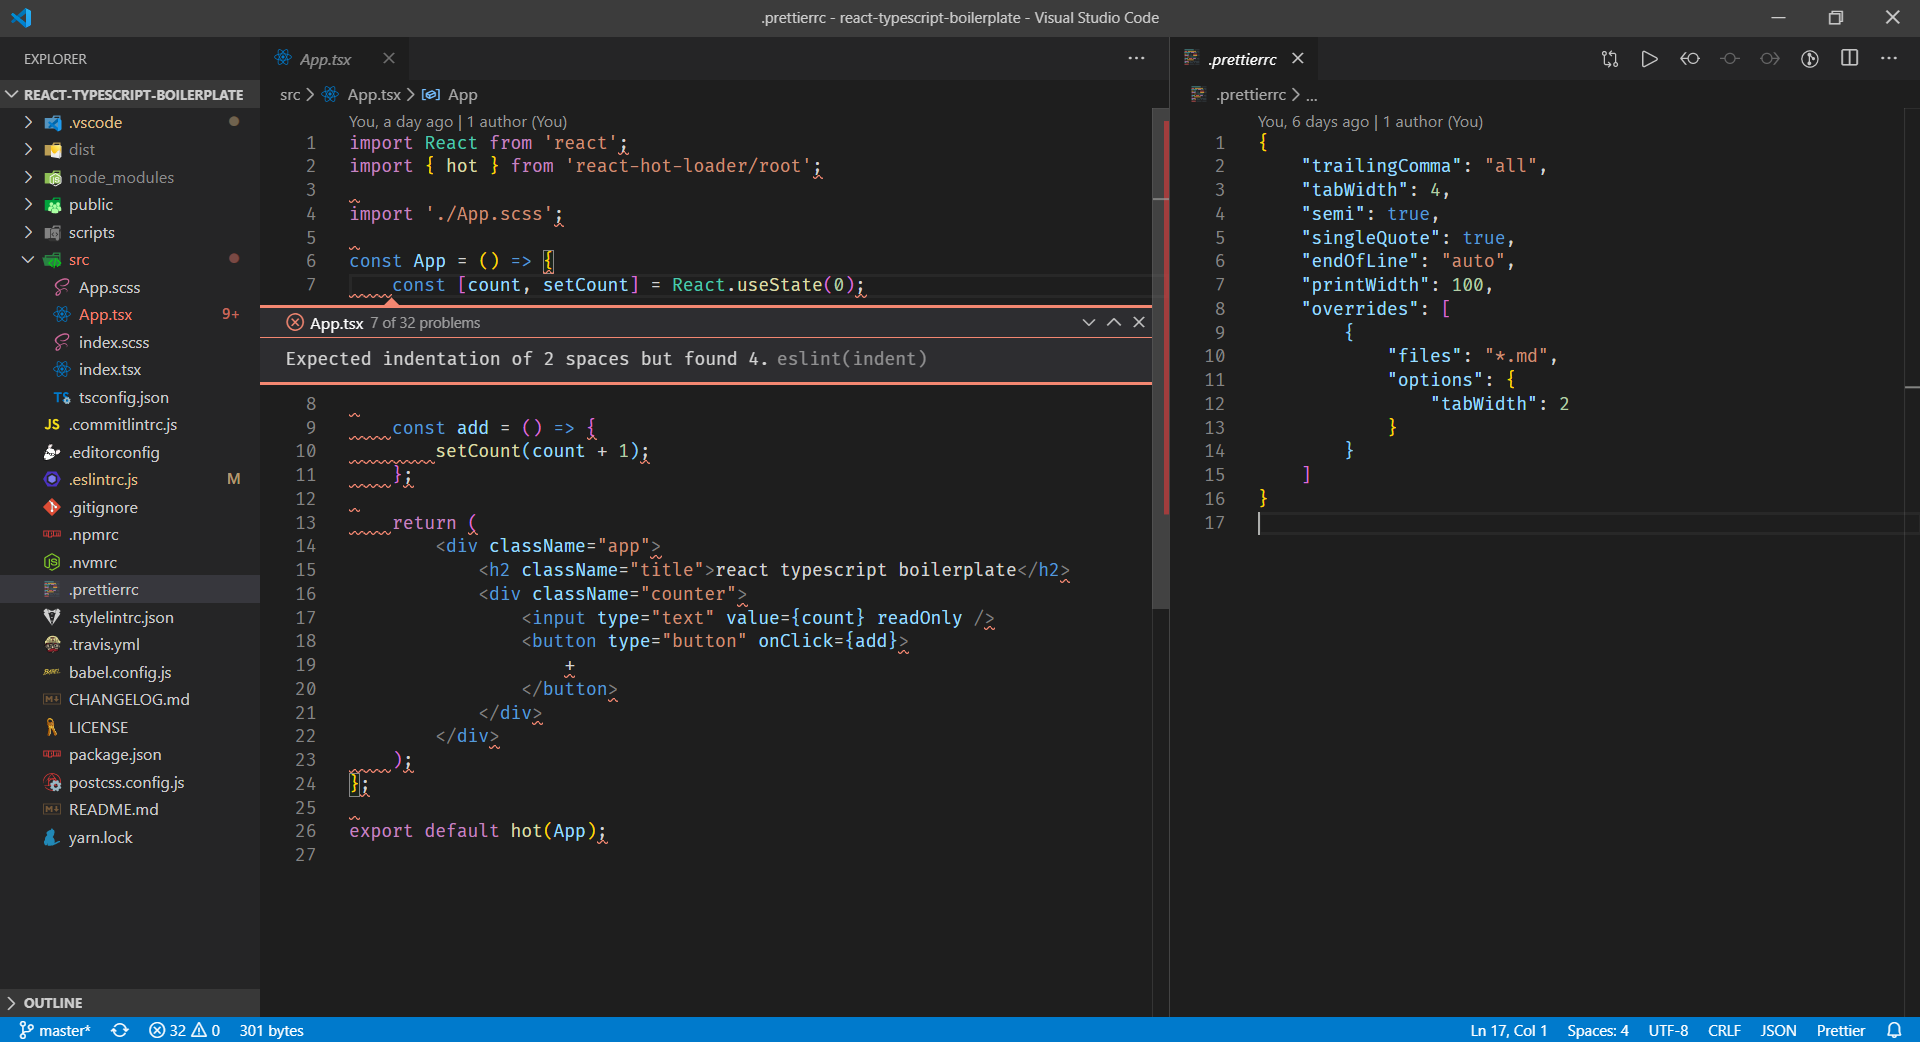 .prettierrc - react-typescript-boilerplate - Visual Studio Code
EXPLORER
REACT-TYPESCRIPT-BOILERPLATE
.vscode
dist
node_modules
public
scripts
src
App.scss
App.tsx 9+
index.scss
index.tsx
tsconfig.json
.commitlintrc.js
.editorconfig
.eslintrc.js M
.gitignore
.npmrc
.nvmrc
.prettierrc
.stylelintrc.json
.travis.yml
babel.config.js
CHANGELOG.md
LICENSE
package.json
postcss.config.js
README.md
yarn.lock
OUTLINE
App.tsx
src > App.tsx > App
You, a day ago | 1 author (You)
1 import React from 'react';
2 import { hot } from 'react-hot-loader/root';
3
4 import './App.scss';
5
6 const App = () => {
7     const [count, setCount] = React.useState(0);
App.tsx 7 of 32 problems
Expected indentation of 2 spaces but found 4. eslint(indent)
8
9     const add = () => {
10         setCount(count + 1);
11     };
12
13     return (
14         <div className="app">
15             <h2 className="title">react typescript boilerplate</h2>
16             <div className="counter">
17                 <input type="text" value={count} readOnly />
18                 <button type="button" onClick={add}>
19                     +
20                 </button>
21             </div>
22         </div>
23     );
24 };
25
26 export default hot(App);
27
.prettierrc
.prettierrc > ...
You, 6 days ago | 1 author (You)
1 {
2     "trailingComma": "all",
3     "tabWidth": 4,
4     "semi": true,
5     "singleQuote": true,
6     "endOfLine": "auto",
7     "printWidth": 100,
8     "overrides": [
9         {
10             "files": "*.md",
11             "options": {
12                 "tabWidth": 2
13             }
14         }
15     ]
16 }
17
master* 32 0 301 bytes
Ln 17, Col 1 Spaces: 4 UTF-8 CRLF JSON Prettier